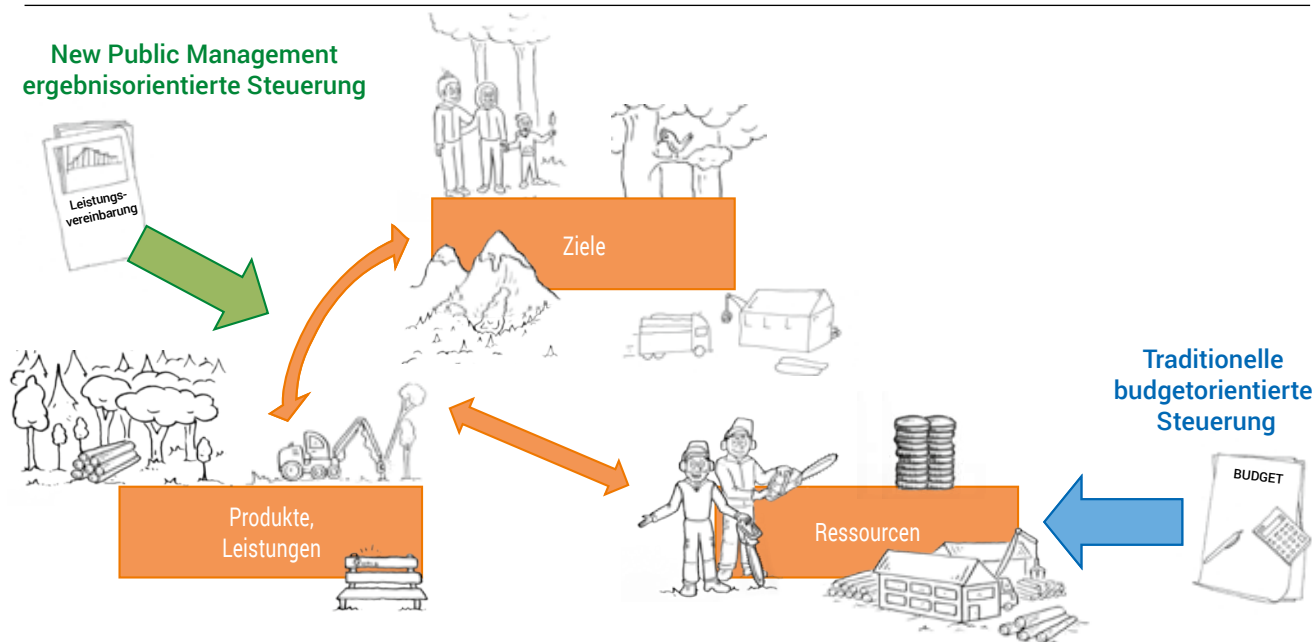 New Public Management
ergebnisorientierte Steuerung
Leistungs-
vereinbarung
Ziele
Traditionelle
budgetorientierte
Steuerung
BUDGET
Produkte,
Leistungen
Ressourcen